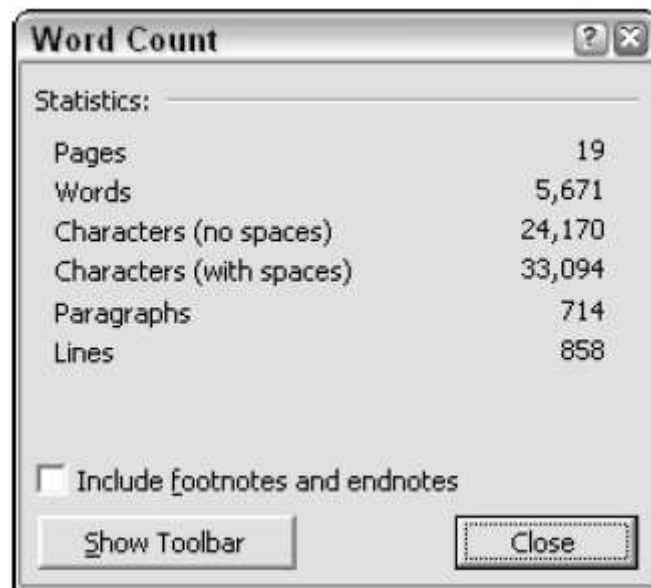 Word Count
Statistics:
Pages 19
Words 5,671
Characters (no spaces) 24,170
Characters (with spaces) 33,094
Paragraphs 714
Lines 858
Include footnotes and endnotes
Show Toolbar Close